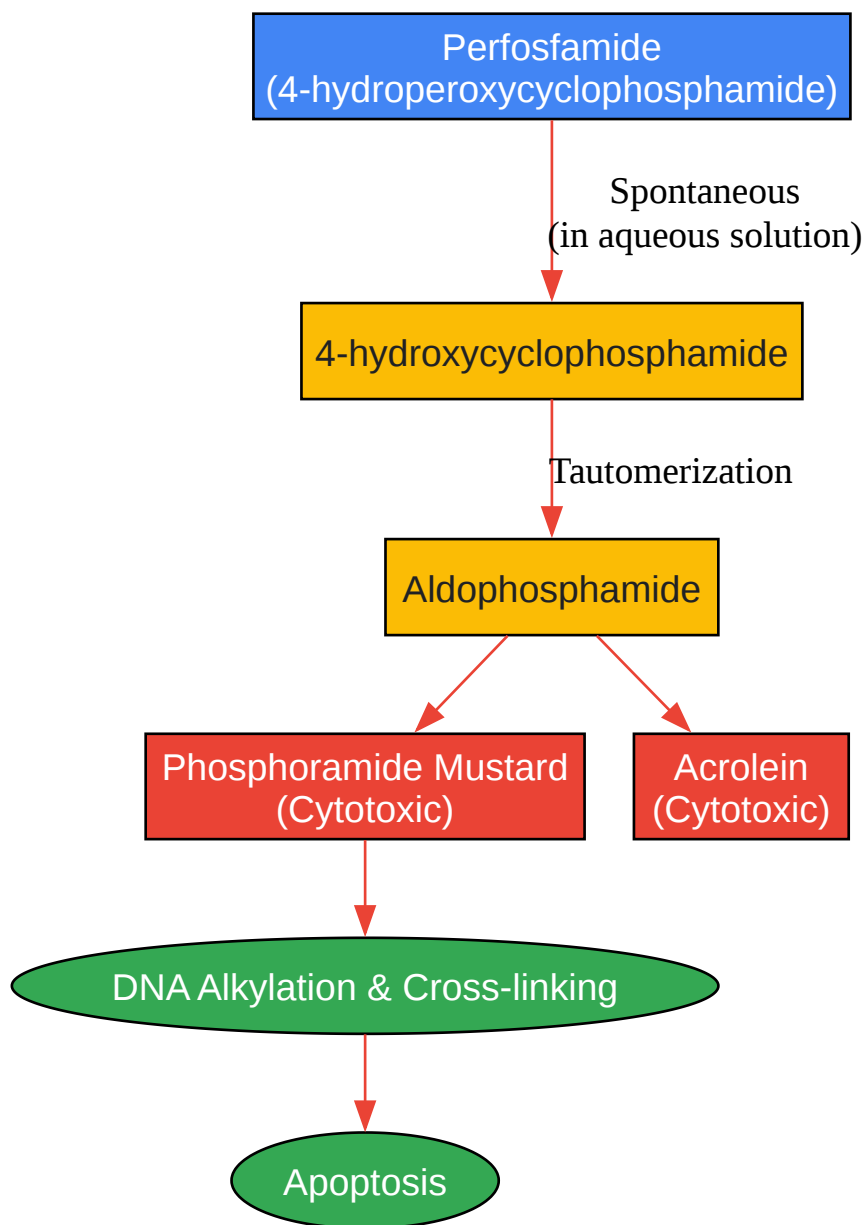 Perfosfamide
(4-hydroperoxycyclophosphamide)
Spontaneous
(in aqueous solution)
4-hydroxycyclophosphamide
Tautomerization
Aldophosphamide
Phosphoramide Mustard
(Cytotoxic)
Acrolein
(Cytotoxic)
DNA Alkylation & Cross-linking
Apoptosis